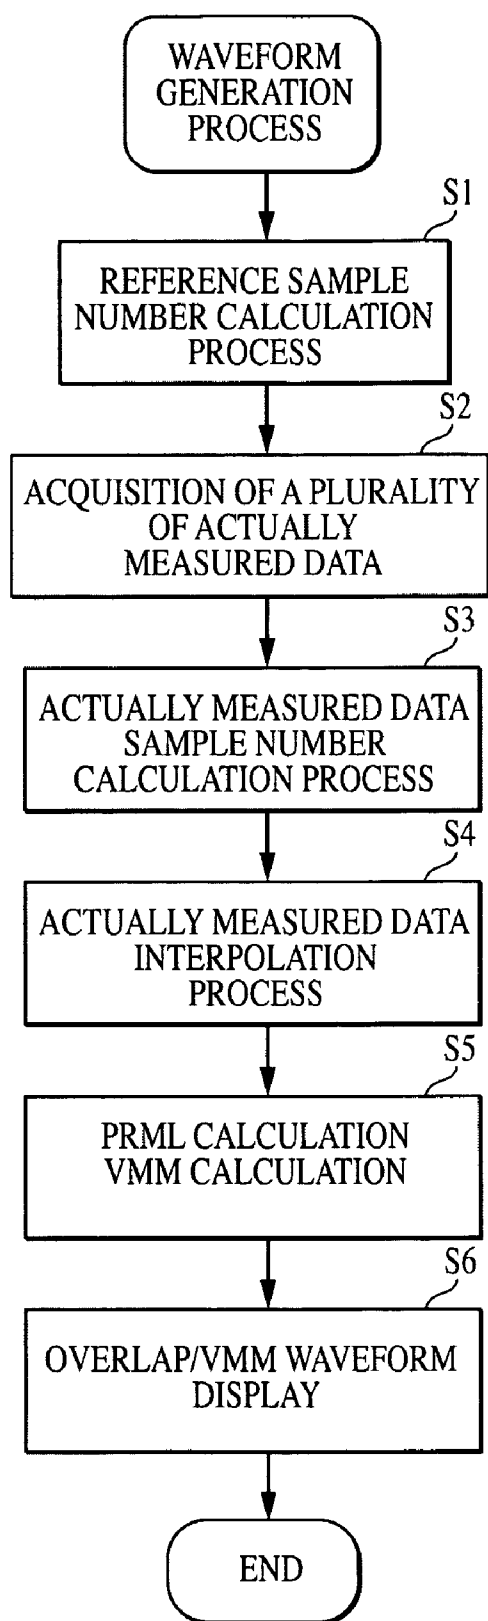 WAVEFORM
GENERATION
PROCESS
S1
REFERENCE SAMPLE
NUMBER CALCULATION
PROCESS
S2
ACQUISITION OF A PLURALITY
OF ACTUALLY
MEASURED DATA
S3
ACTUALLY MEASURED DATA
SAMPLE NUMBER
CALCULATION PROCESS
S4
ACTUALLY MEASURED DATA
INTERPOLATION
PROCESS
S5
PRML CALCULATION
VMM CALCULATION
S6
OVERLAP/VMM WAVEFORM
DISPLAY
END